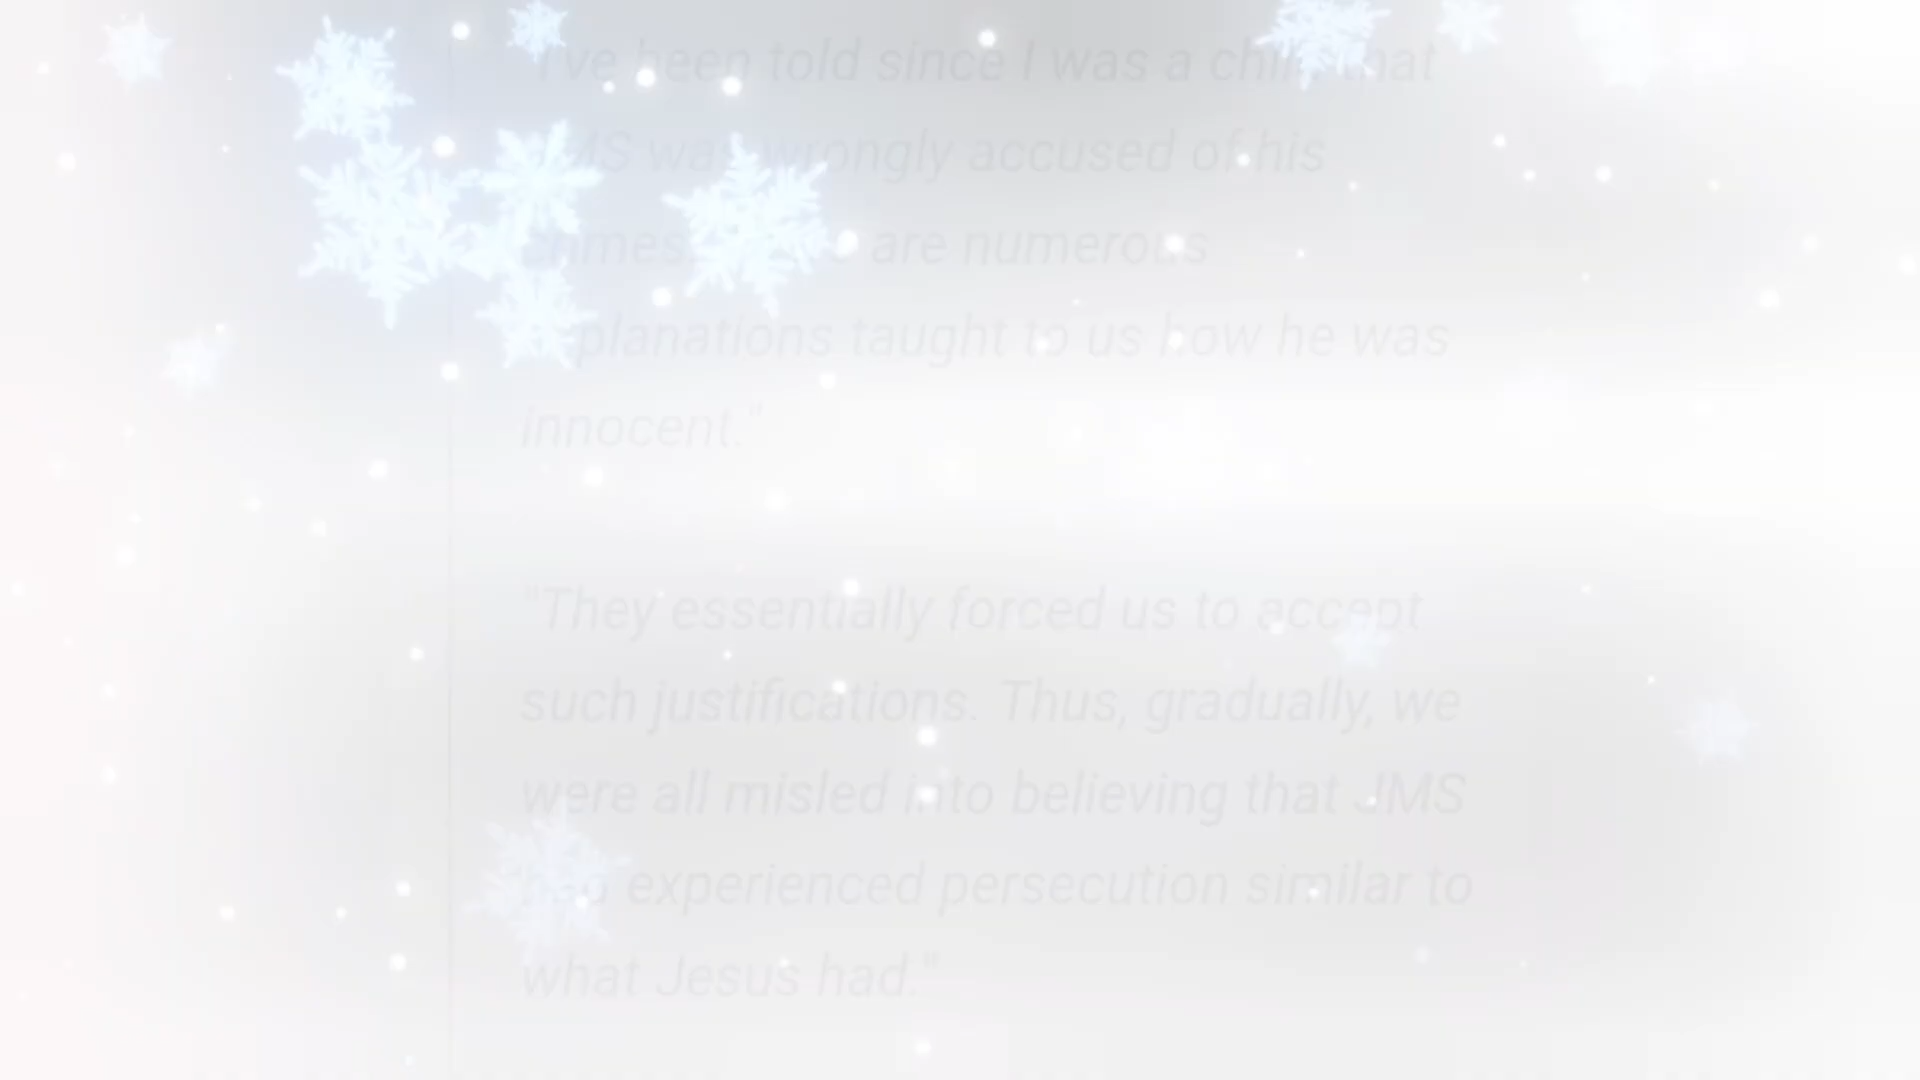 "I've been told since I was a child that
JMS was wrongly accused of his
crimes. are numerous
explanations taught to us how he was
innocent."
"They essentially forced us to accept
such justifications. Thus, gradually, we
were all misled into believing that JMS
had experienced persecution similar to
what Jesus had."